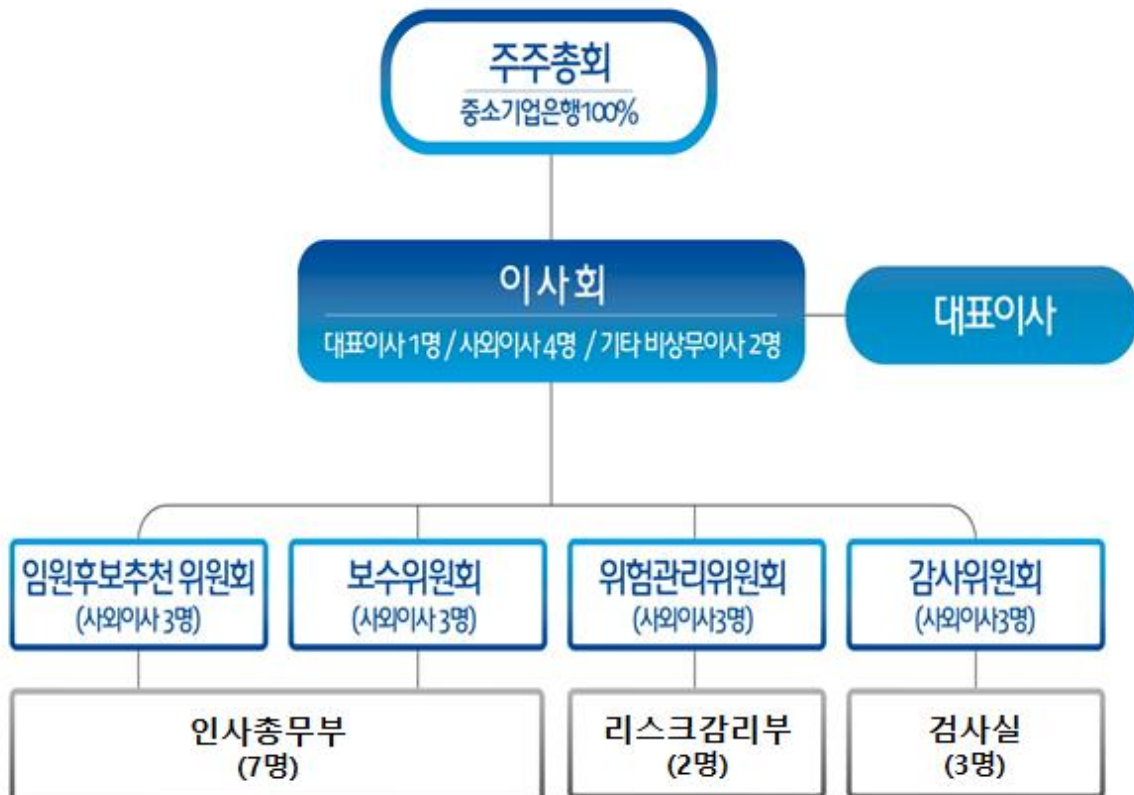 주주총회
중소기업은행100%
이사회
대표이사 1명 / 사외이사 4명 / 기타 비상무이사 2명
대표이사
임원후보추천 위원회
(사외이사 3명)
보수위원회
(사외이사 3명)
위험관리위원회
(사외이사3명)
감사위원회
(사외이사3명)
인사총무부
(7명)
리스크감리부
(2명)
검사실
(3명)